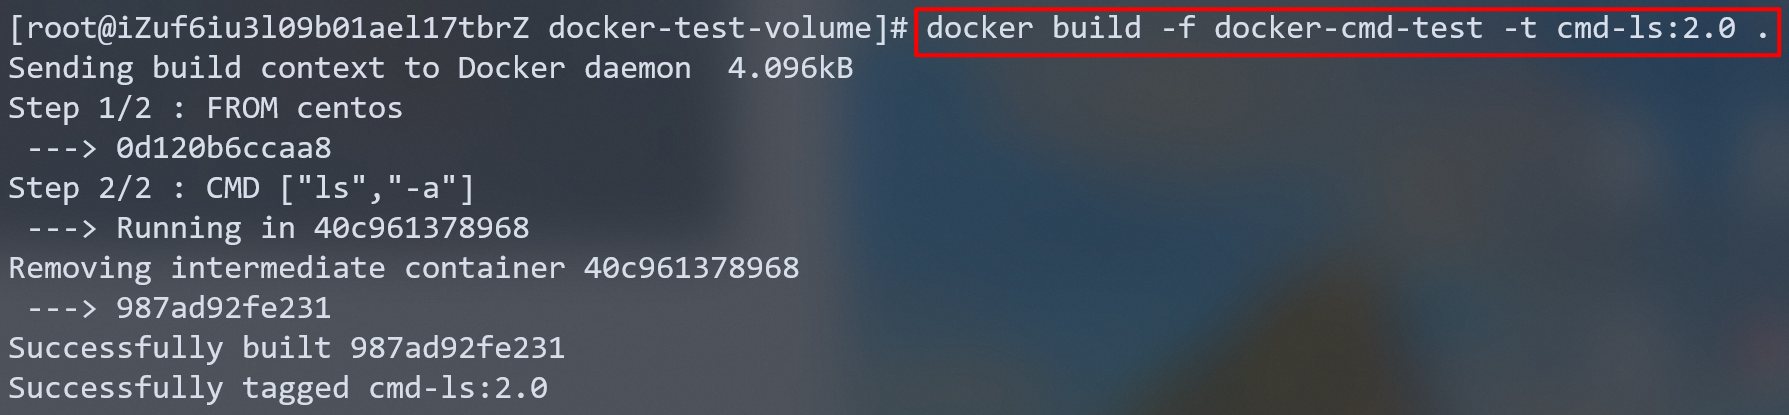 [root@iZuf6iu3l09b01ael17tbrZ docker-test-volume]# docker build -f docker-cmd-test -t cmd-ls:2.0 .
Sending build context to Docker daemon  4.096kB
Step 1/2 : FROM centos
 ---> 0d120b6ccaa8
Step 2/2 : CMD ["ls","-a"]
 ---> Running in 40c961378968
Removing intermediate container 40c961378968
 ---> 987ad92fe231
Successfully built 987ad92fe231
Successfully tagged cmd-ls:2.0